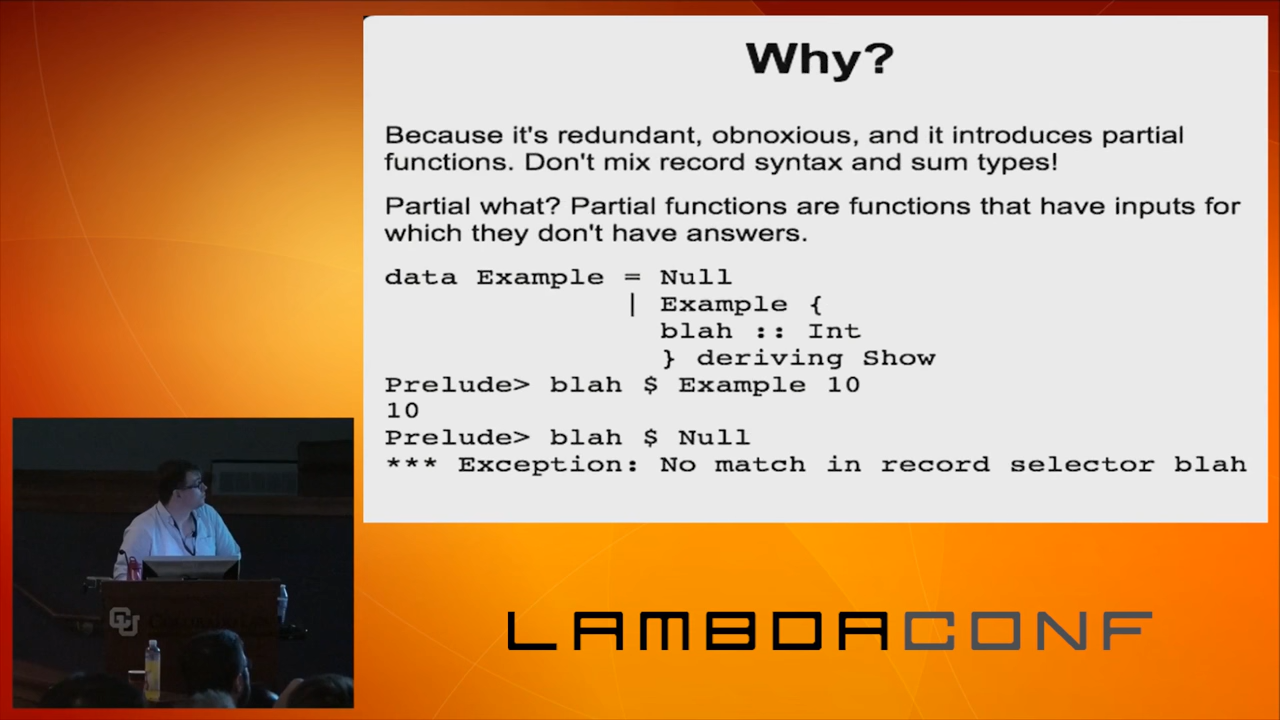 Why?
Because it's redundant, obnoxious, and it introduces partial
functions. Don't mix record syntax and sum types!
Partial what? Partial functions are functions that have inputs for
which they don't have answers.
data Example = Null
| Example {
blah :: Int
} deriving Show
Prelude> blah $ Example 10
10
Prelude> blah $ Null
*** Exception: No match in record selector blah
CU
LAMBDACONF